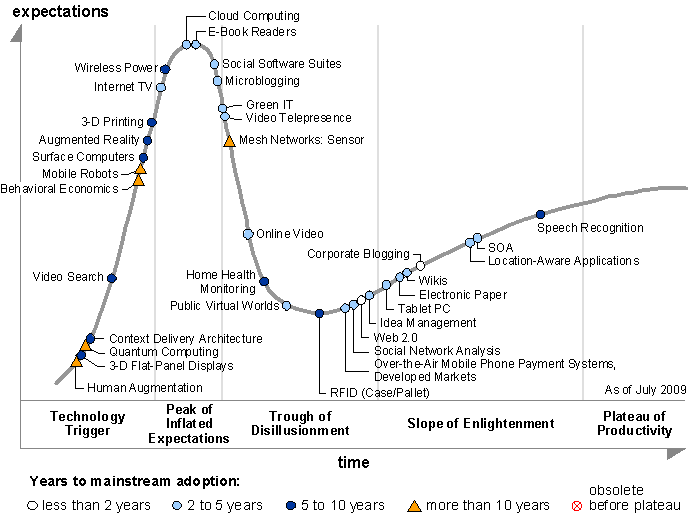 expectations
Cloud Computing
E-Book Readers
Wireless Power
Social Software Suites
Internet TV
Microblogging
Green IT
Video Telepresence
3-D Printing
Augmented Reality
Mesh Networks: Sensor
Surface Computers
Mobile Robots
Behavioral Economics
Online Video
Speech Recognition
Corporate Blogging
SOA
Location-Aware Applications
Video Search
Home Health
Monitoring
Wikis
Electronic Paper
Public Virtual Worlds
Tablet PC
Idea Management
Context Delivery Architecture
Web 2.0
Quantum Computing
Social Network Analysis
3-D Flat-Panel Displays
Over-the-Air Mobile Phone Payment Systems,
Developed Markets
Human Augmentation
RFID (Case/Pallet)
As of July 2009
Technology
Trigger
Peak of
Inflated
Expectations
Trough of
Disillusionment
Slope of Enlightenment
Plateau of
Productivity
time
Years to mainstream adoption:
less than 2 years
2 to 5 years
5 to 10 years
more than 10 years
obsolete
before plateau